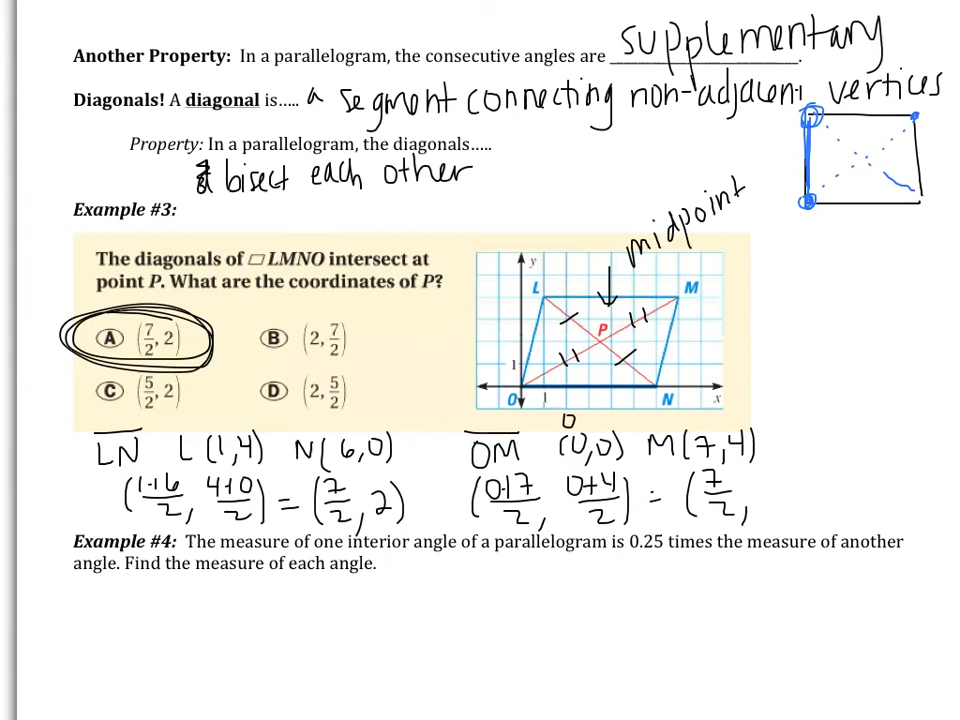 Another Property: In a parallelogram, the consecutive angles are supplementary.
Diagonals! A diagonal is….. a segment connecting non-adjacent vertices
Property: In a parallelogram, the diagonals…..
bisect each other
Example #3:
midpoint
The diagonals of ▱LMNO intersect at
point P. What are the coordinates of P?
A (7/2, 2) B (2, 7/2)
C (5/2, 2) D (2, 5/2)
y
L M
P
1
O 1 N x
LN L(1,4) N(6,0) OM O (0,0) M(7,4)
(1+6/2, 4+0/2) = (7/2, 2) (0+7/2, 0+4/2) = (7/2,
Example #4: The measure of one interior angle of a parallelogram is 0.25 times the measure of another
angle. Find the measure of each angle.